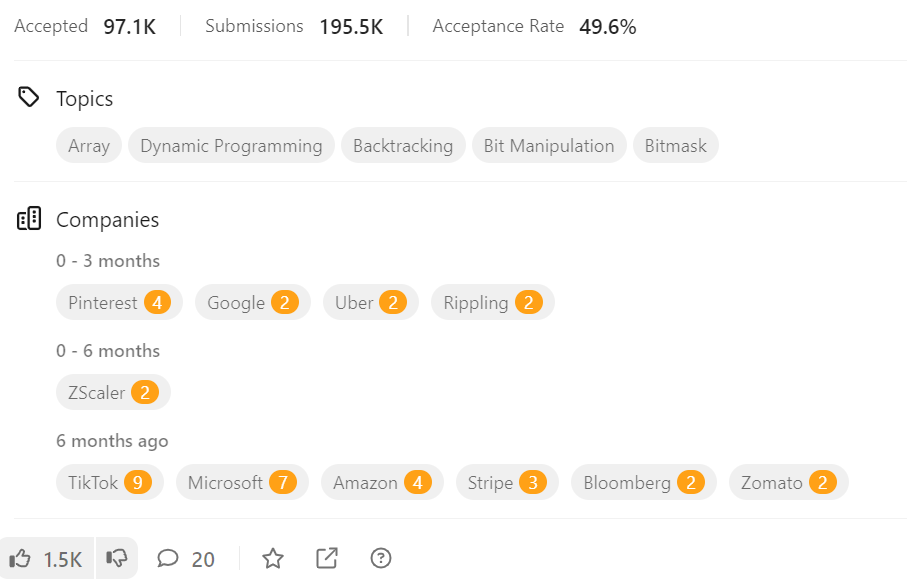 Accepted 97.1K Submissions 195.5K Acceptance Rate 49.6%
Topics
Array Dynamic Programming Backtracking Bit Manipulation Bitmask
Companies
0 - 3 months
Pinterest 4 Google 2 Uber 2 Rippling 2
0 - 6 months
ZScaler 2
6 months ago
TikTok 9 Microsoft 7 Amazon 4 Stripe 3 Bloomberg 2 Zomato 2
1.5K 20 ?